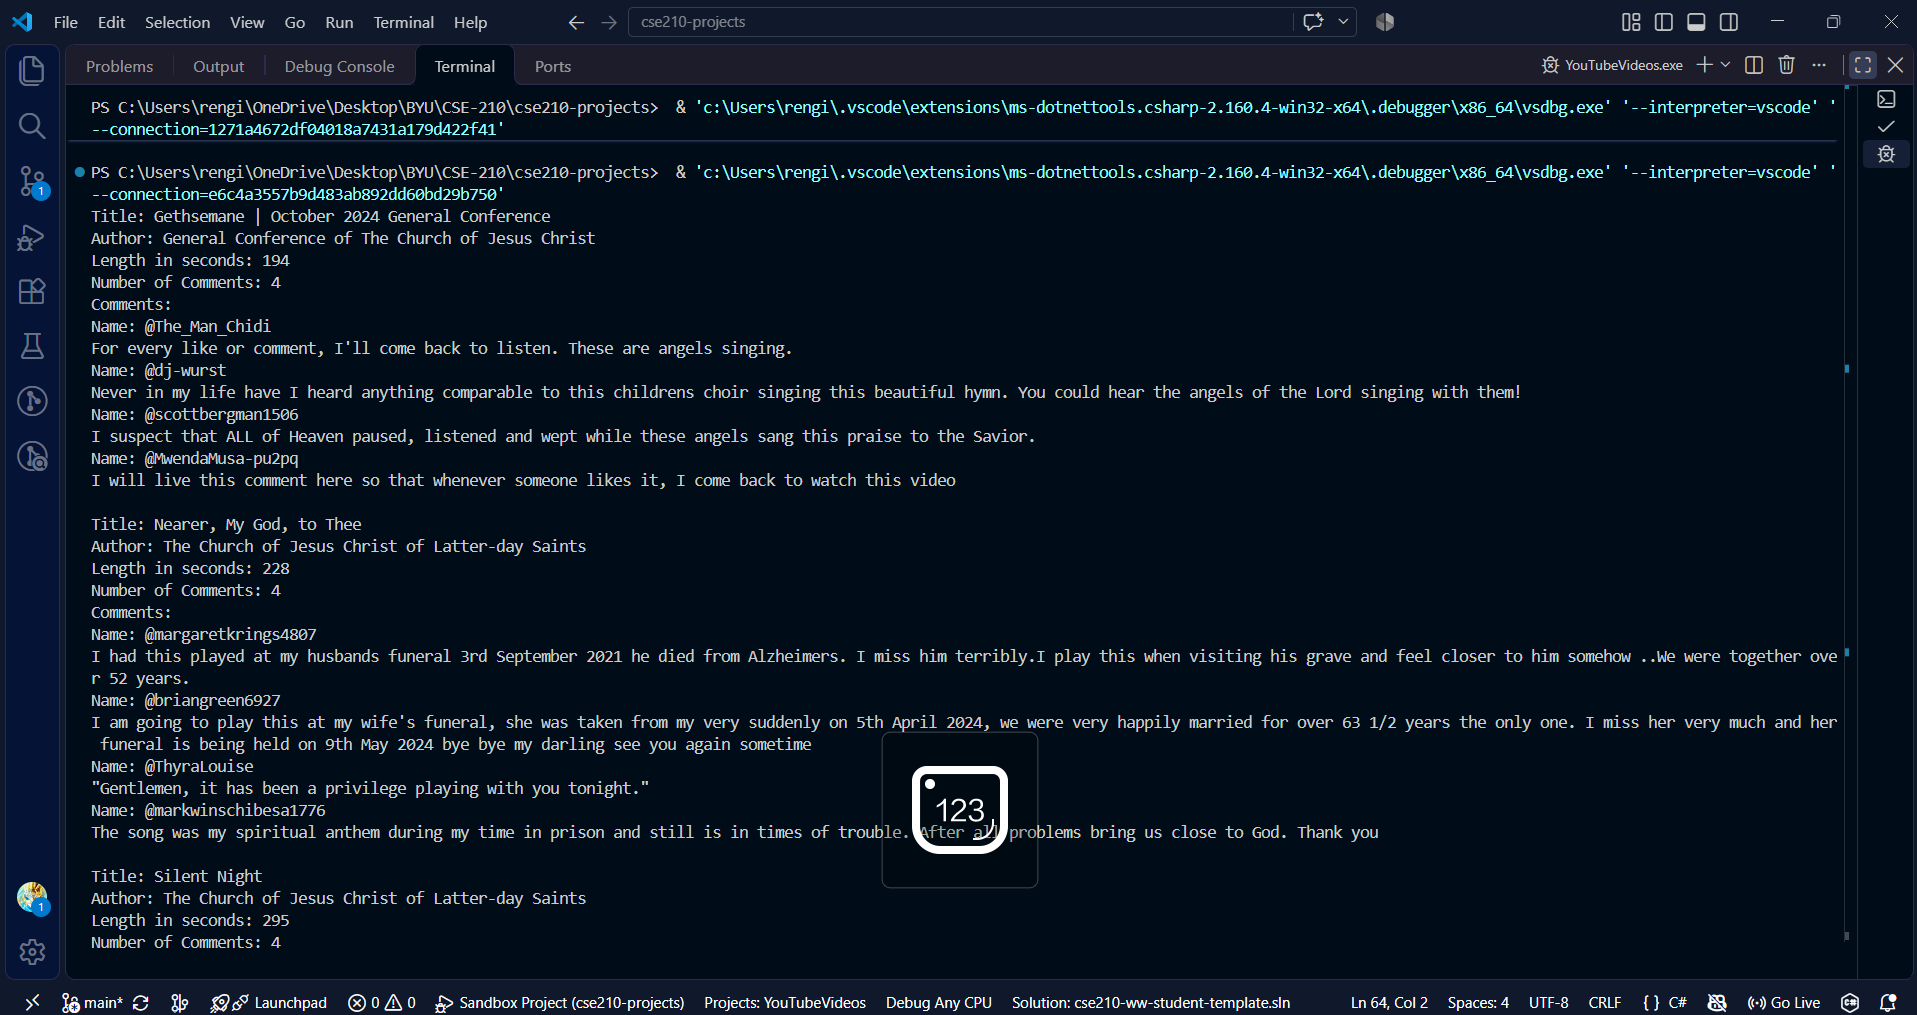 File Edit Selection View Go Run Terminal Help
cse210-projects
Problems Output Debug Console Terminal Ports
YouTubeVideos.exe
PS C:\Users\rengi\OneDrive\Desktop\BYU\CSE-210\cse210-projects>  & 'c:\Users\rengi\.vscode\extensions\ms-dotnettools.csharp-2.160.4-win32-x64\.debugger\x86_64\vsdbg.exe' '--interpreter=vscode' '
--connection=1271a4672df04018a7431a179d422f41'
PS C:\Users\rengi\OneDrive\Desktop\BYU\CSE-210\cse210-projects>  & 'c:\Users\rengi\.vscode\extensions\ms-dotnettools.csharp-2.160.4-win32-x64\.debugger\x86_64\vsdbg.exe' '--interpreter=vscode' '
--connection=e6c4a3557b9d483ab892dd60bd29b750'
Title: Gethsemane | October 2024 General Conference
Author: General Conference of The Church of Jesus Christ
Length in seconds: 194
Number of Comments: 4
Comments:
Name: @The_Man_Chidi
For every like or comment, I'll come back to listen. These are angels singing.
Name: @dj-wurst
Never in my life have I heard anything comparable to this childrens choir singing this beautiful hymn. You could hear the angels of the Lord singing with them!
Name: @scottbergman1506
I suspect that ALL of Heaven paused, listened and wept while these angels sang this praise to the Savior.
Name: @MwendaMusa-pu2pq
I will live this comment here so that whenever someone likes it, I come back to watch this video
Title: Nearer, My God, to Thee
Author: The Church of Jesus Christ of Latter-day Saints
Length in seconds: 228
Number of Comments: 4
Comments:
Name: @margaretkrings4807
I had this played at my husbands funeral 3rd September 2021 he died from Alzheimers. I miss him terribly.I play this when visiting his grave and feel closer to him somehow ..We were together ove
r 52 years.
Name: @briangreen6927
I am going to play this at my wife's funeral, she was taken from my very suddenly on 5th April 2024, we were very happily married for over 63 1/2 years the only one. I miss her very much and her
funeral is being held on 9th May 2024 bye bye my darling see you again sometime
Name: @ThyraLouise
"Gentlemen, it has been a privilege playing with you tonight."
Name: @markwinschibesa1776
The song was my spiritual anthem during my time in prison and still is in times of trouble. After all problems bring us close to God. Thank you
123
Title: Silent Night
Author: The Church of Jesus Christ of Latter-day Saints
Length in seconds: 295
Number of Comments: 4
1
1
main* Launchpad 0 0 Sandbox Project (cse210-projects) Projects: YouTubeVideos Debug Any CPU Solution: cse210-ww-student-template.sln Ln 64, Col 2 Spaces: 4 UTF-8 CRLF { } C# Go Live